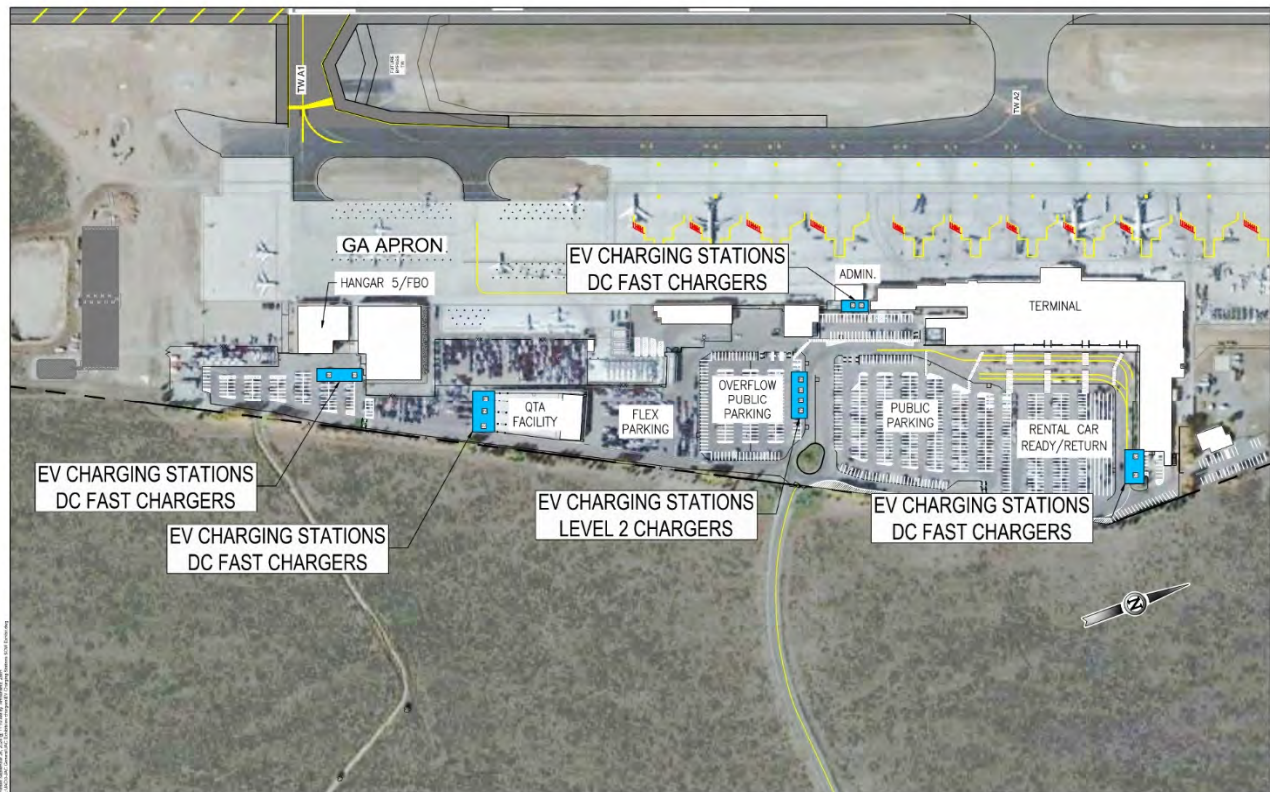 TW A1
TW A2
GA APRON
HANGAR 5/FBO
EV CHARGING STATIONS
DC FAST CHARGERS
ADMIN.
TERMINAL
OVERFLOW
PUBLIC
PARKING
QTA
FACILITY
FLEX
PARKING
PUBLIC
PARKING
RENTAL CAR
READY/RETURN
EV CHARGING STATIONS
DC FAST CHARGERS
EV CHARGING STATIONS
DC FAST CHARGERS
EV CHARGING STATIONS
LEVEL 2 CHARGERS
EV CHARGING STATIONS
DC FAST CHARGERS
N